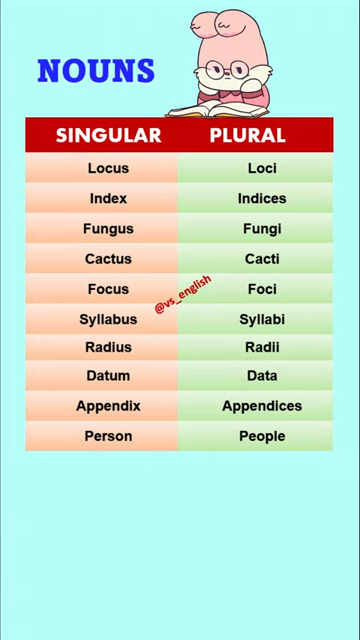 NOUNS
SINGULAR PLURAL
Locus Loci
Index Indices
Fungus Fungi
Cactus Cacti
Focus Foci
@vs_english
Syllabus Syllabi
Radius Radii
Datum Data
Appendix Appendices
Person People